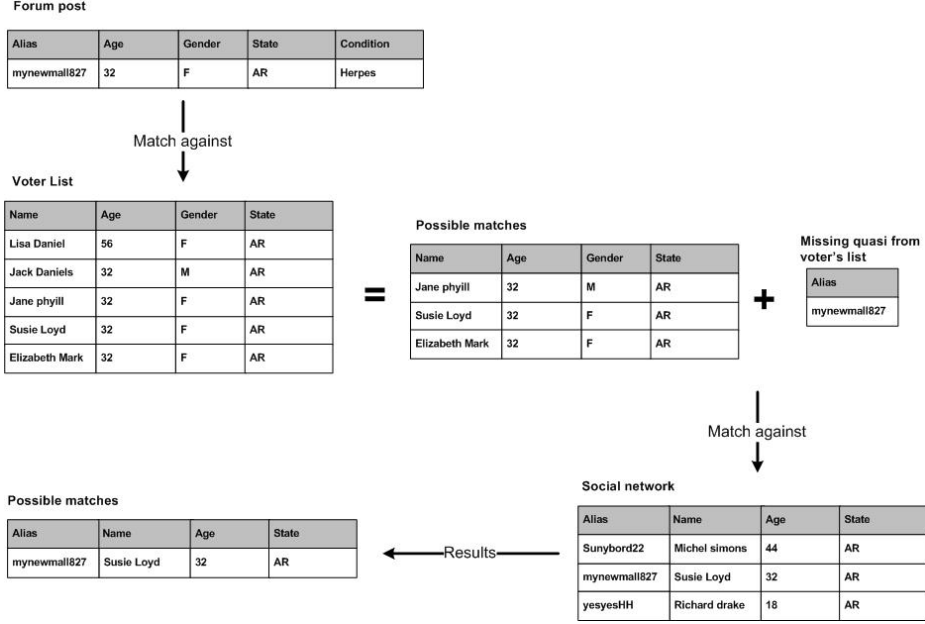 Forum post
Alias Age Gender State Condition
mynewmall827 32 F AR Herpes
Match against
Voter List
Name Age Gender State
Lisa Daniel 56 F AR
Jack Daniels 32 M AR
Jane phyill 32 F AR
Susie Loyd 32 F AR
Elizabeth Mark 32 F AR
=
Possible matches
Name Age Gender State
Jane phyill 32 M AR
Susie Loyd 32 F AR
Elizabeth Mark 32 F AR
+
Missing quasi from
voter's list
Alias
mynewmall827
Match against
Social network
Alias Name Age State
Sunybord22 Michel simons 44 AR
mynewmall827 Susie Loyd 32 AR
yesyesHH Richard drake 18 AR
Results
Possible matches
Alias Name Age State
mynewmall827 Susie Loyd 32 AR